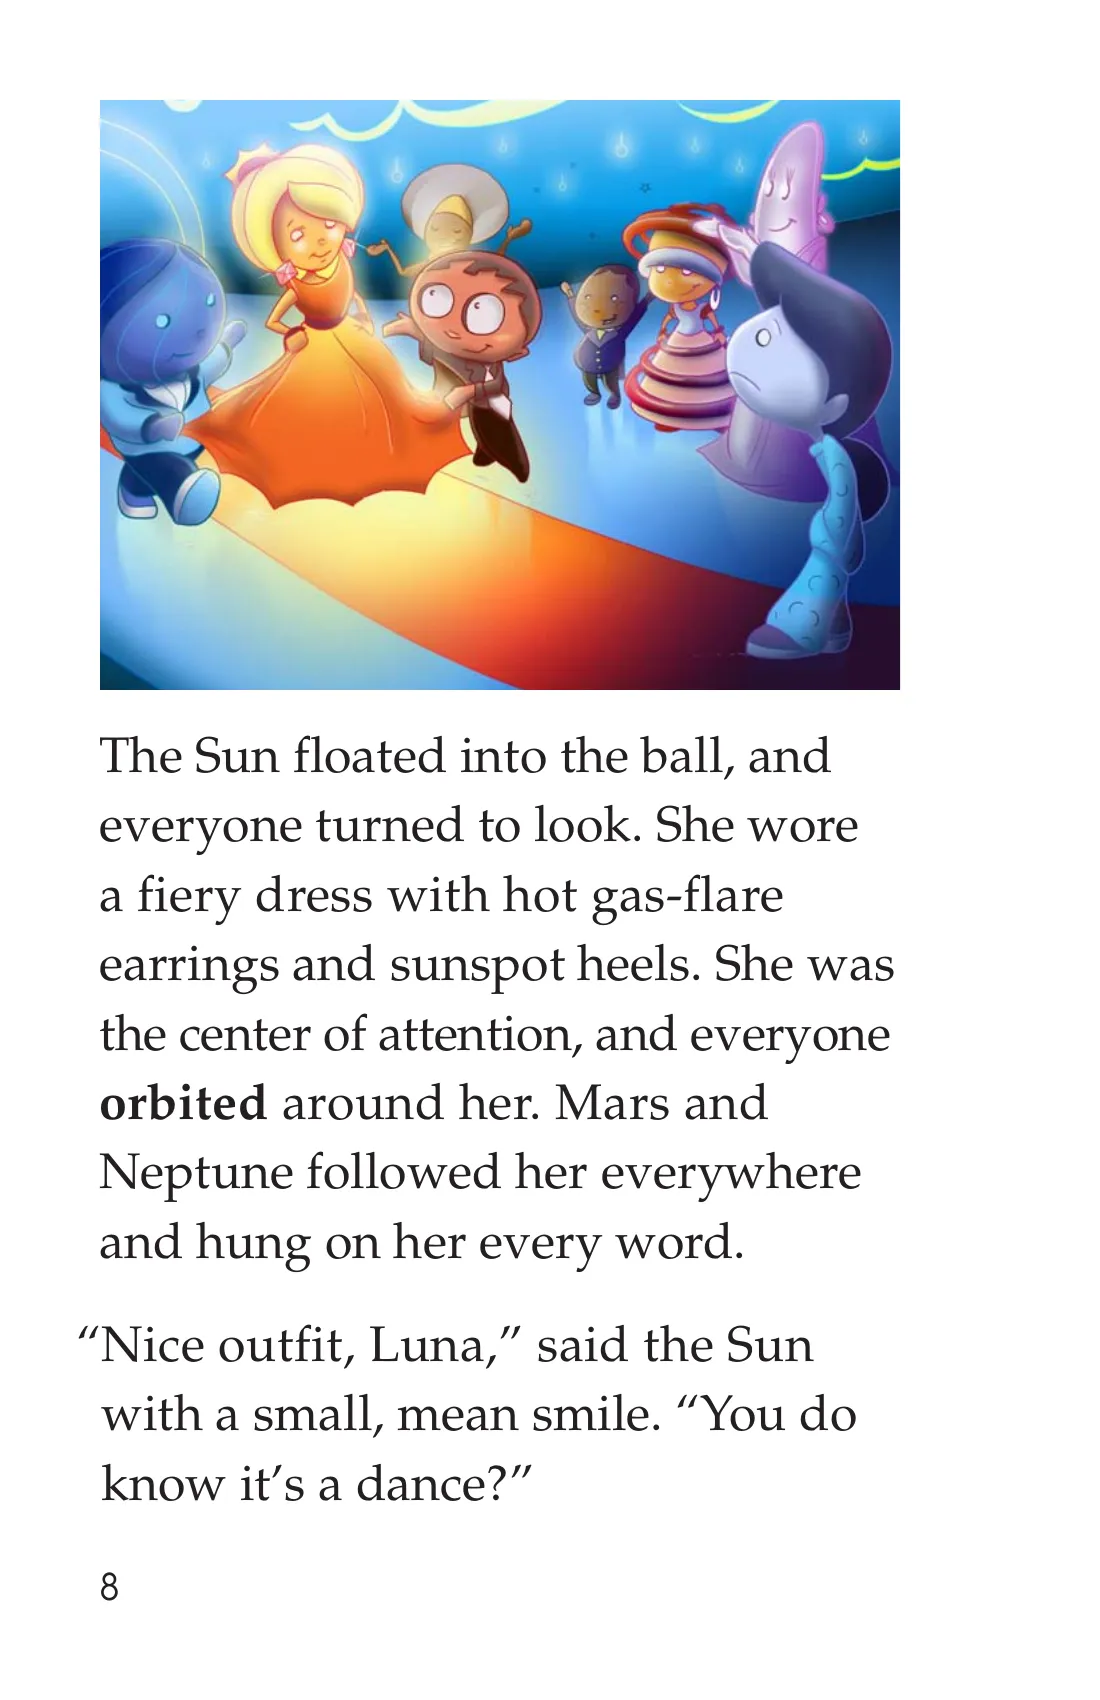 The Sun floated into the ball, and
everyone turned to look. She wore
a fiery dress with hot gas-flare
earrings and sunspot heels. She was
the center of attention, and everyone
orbited around her. Mars and
Neptune followed her everywhere
and hung on her every word.
“Nice outfit, Luna,” said the Sun
with a small, mean smile. “You do
know it’s a dance?”
8